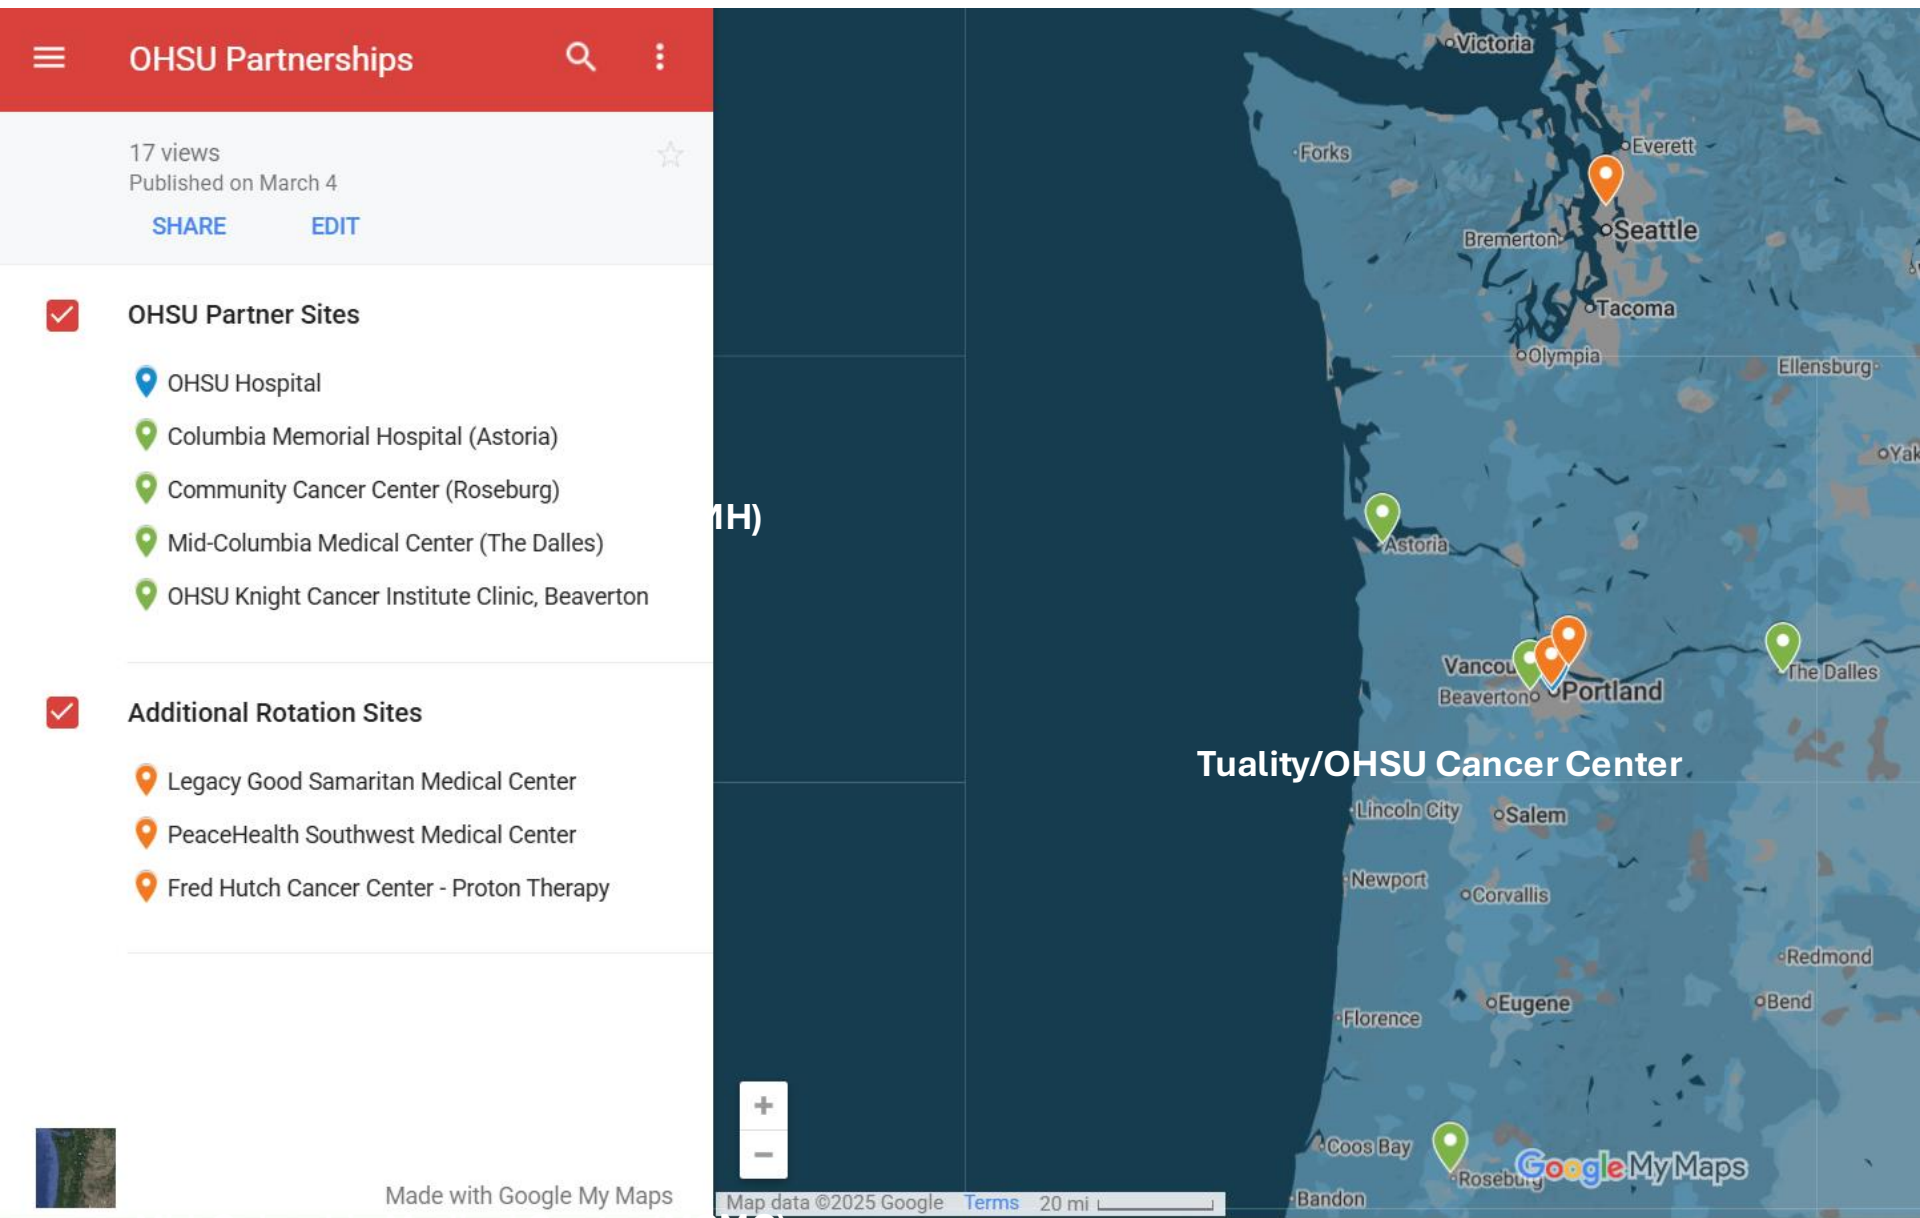 OHSU Partnerships
17 views
Published on March 4
SHARE EDIT
OHSU Partner Sites
OHSU Hospital
Columbia Memorial Hospital (Astoria)
Community Cancer Center (Roseburg)
Mid-Columbia Medical Center (The Dalles)
OHSU Knight Cancer Institute Clinic, Beaverton
Additional Rotation Sites
Legacy Good Samaritan Medical Center
PeaceHealth Southwest Medical Center
Fred Hutch Cancer Center - Proton Therapy
Made with Google My Maps
Victoria
Forks
Everett
Seattle
Bremerton
Tacoma
Olympia
Ellensburg
Yak
Astoria
Vancou
Beaverton
Portland
The Dalles
Tuality/OHSU Cancer Center
Lincoln City
Salem
Newport
Corvallis
Redmond
Eugene
Bend
Florence
Coos Bay
Roseburg
Google My Maps
Bandon
+
−
Map data ©2025 Google Terms 20 mi